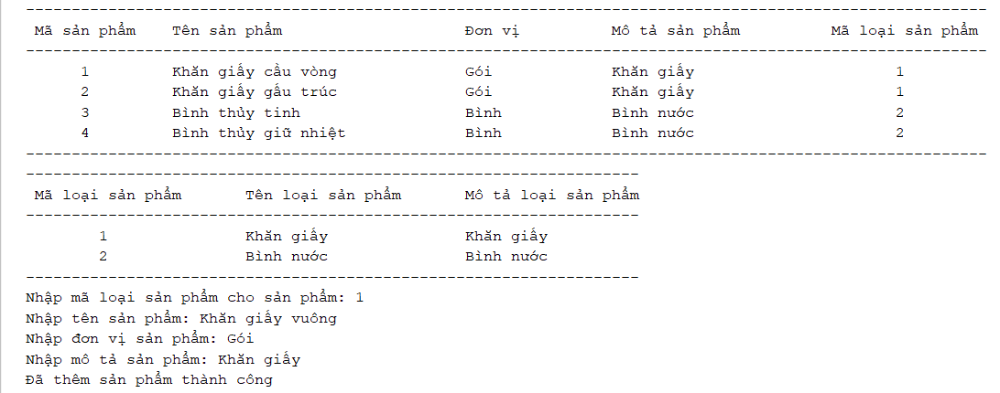 Mã sản phẩm Tên sản phẩm Đơn vị Mô tả sản phẩm Mã loại sản phẩm
1 Khăn giấy cầu vòng Gói Khăn giấy 1
2 Khăn giấy gấu trúc Gói Khăn giấy 1
3 Bình thủy tinh Bình Bình nước 2
4 Bình thủy giữ nhiệt Bình Bình nước 2
Mã loại sản phẩm Tên loại sản phẩm Mô tả loại sản phẩm
1 Khăn giấy Khăn giấy
2 Bình nước Bình nước
Nhập mã loại sản phẩm cho sản phẩm: 1
Nhập tên sản phẩm: Khăn giấy vuông
Nhập đơn vị sản phẩm: Gói
Nhập mô tả sản phẩm: Khăn giấy
Đã thêm sản phẩm thành công